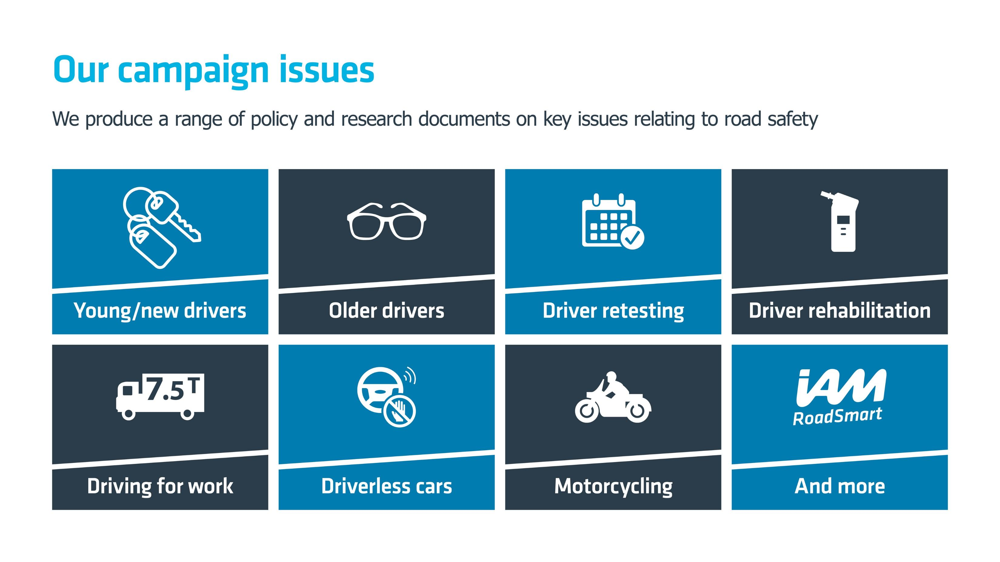 Our campaign issues
We produce a range of policy and research documents on key issues relating to road safety
Young/new drivers
Older drivers
Driver retesting
Driver rehabilitation
7.5T
Driving for work
Driverless cars
Motorcycling
iAM
RoadSmart
And more